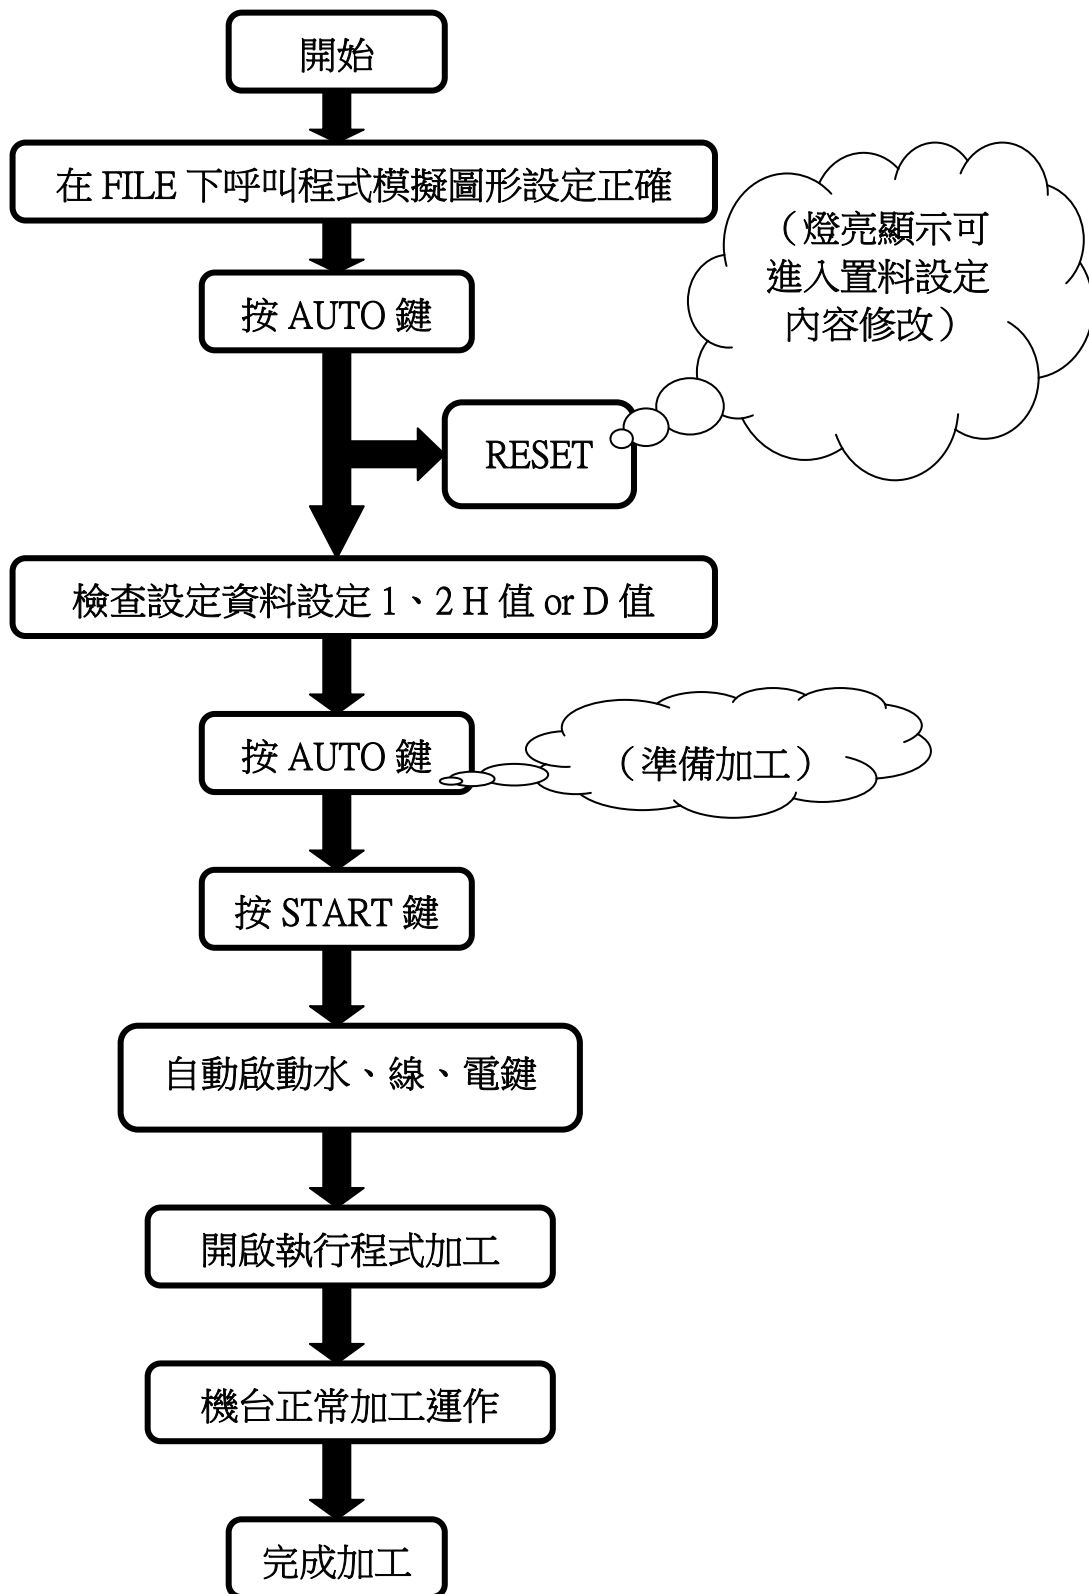 開始
在 FILE 下呼叫程式模擬圖形設定正確
（燈亮顯示可
進入置料設定
內容修改）
按 AUTO 鍵
RESET
檢查設定資料設定 1、2 H 值 or D 值
按 AUTO 鍵
（準備加工）
按 START 鍵
自動啟動水、線、電鍵
開啟執行程式加工
機台正常加工運作
完成加工